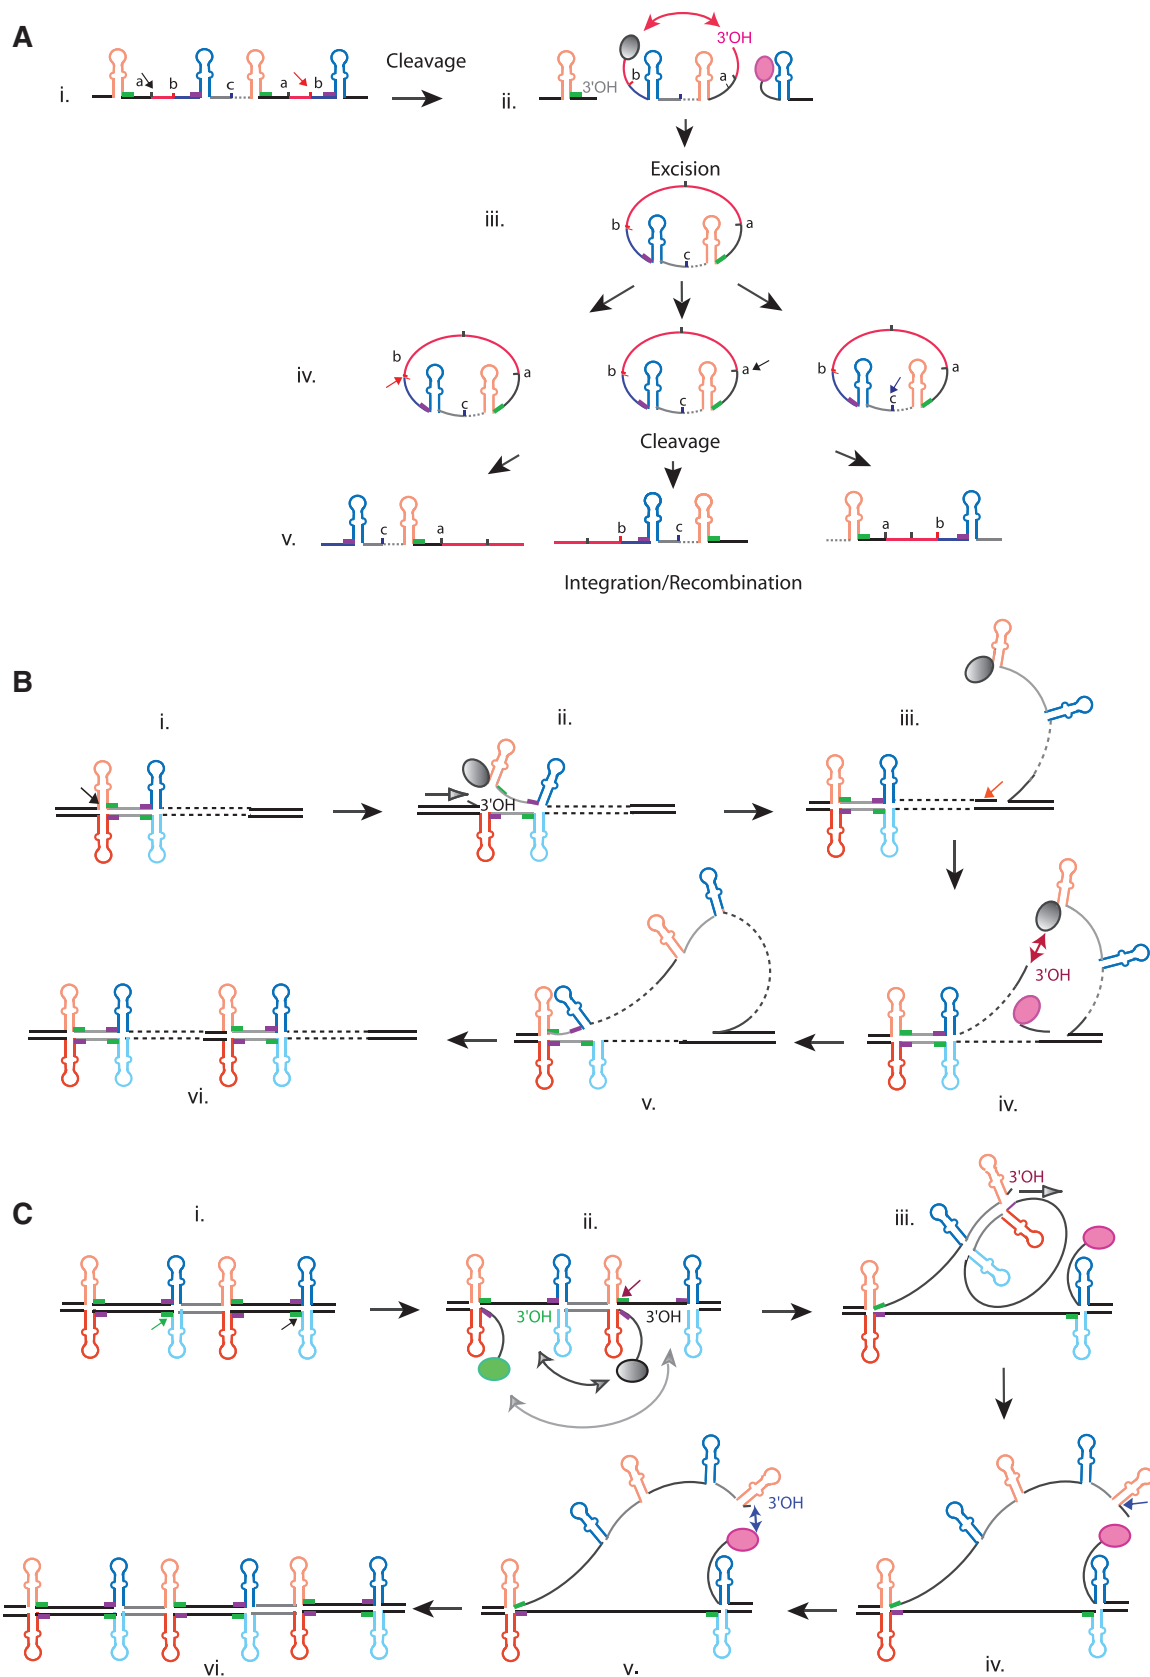 A
i.
a
b
c
a
b
Cleavage
ii.
3'OH
b
a
3'OH
Excision
iii.
b
a
c
iv.
b
a
c
b
a
c
b
a
c
Cleavage
v.
c
a
b
c
a
b
Integration/Recombination
B
i.
ii.
3'OH
iii.
iv.
3'OH
v.
vi.
C
i.
ii.
3'OH
3'OH
iii.
3'OH
iv.
v.
3'OH
vi.